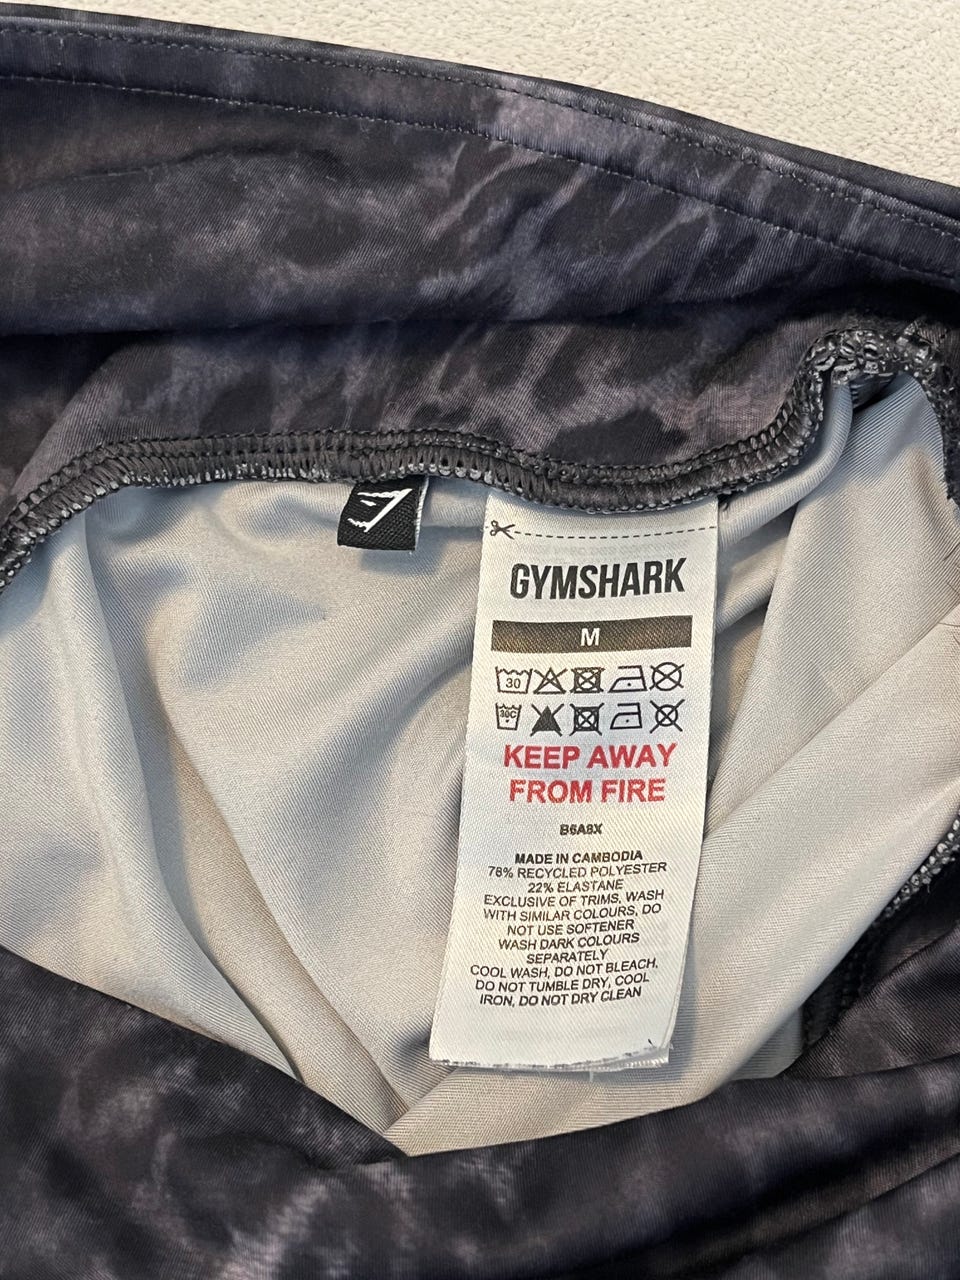 GYMSHARK
M
30
30C
KEEP AWAY
FROM FIRE
B6A8X
MADE IN CAMBODIA
78% RECYCLED POLYESTER
22% ELASTANE
EXCLUSIVE OF TRIMS, WASH
WITH SIMILAR COLOURS, DO
NOT USE SOFTENER
WASH DARK COLOURS
SEPARATELY
COOL WASH, DO NOT BLEACH,
DO NOT TUMBLE DRY, COOL
IRON, DO NOT DRY CLEAN